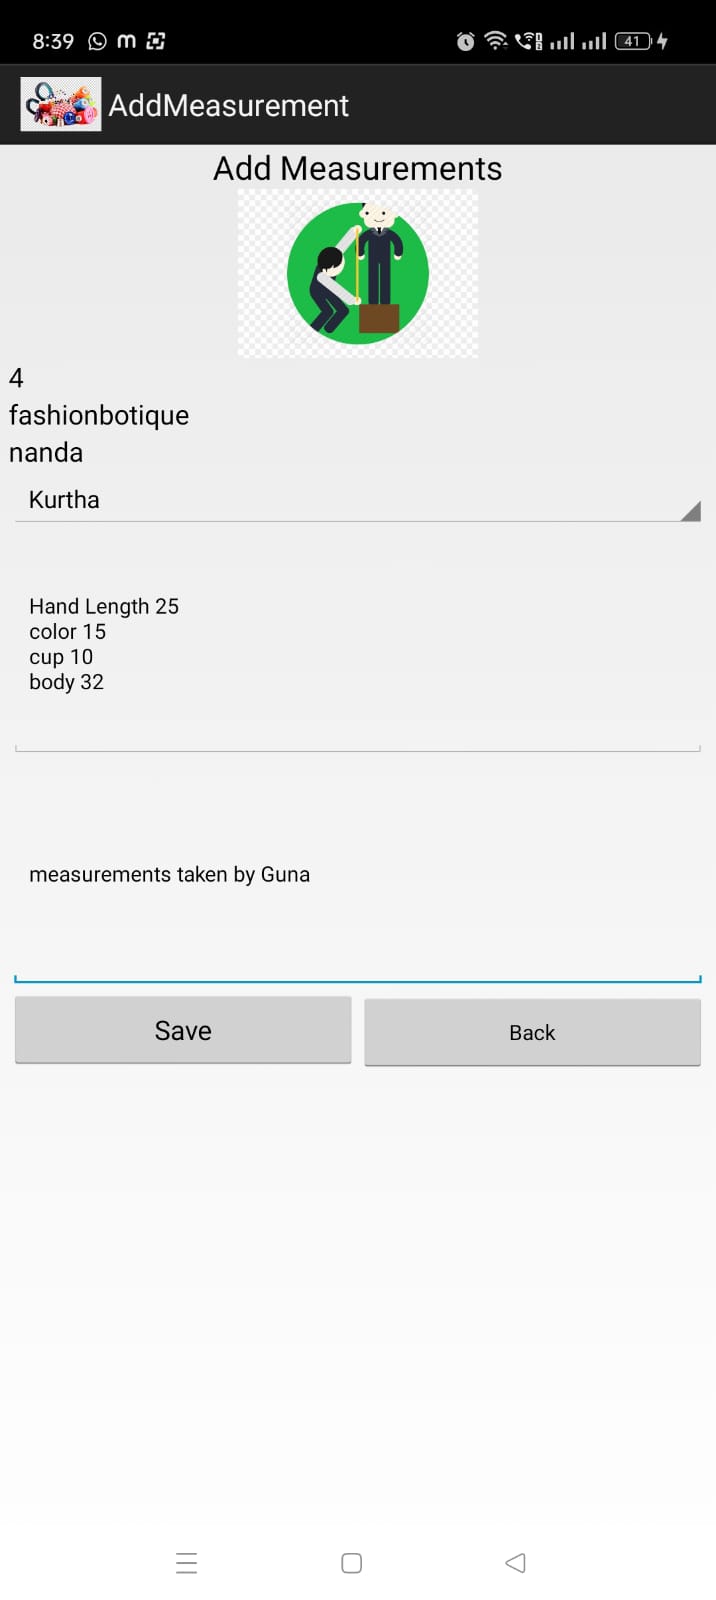 8:39
41
AddMeasurement
Add Measurements
4
fashionbotique
nanda
Kurtha
Hand Length 25
color 15
cup 10
body 32
measurements taken by Guna
Save
Back